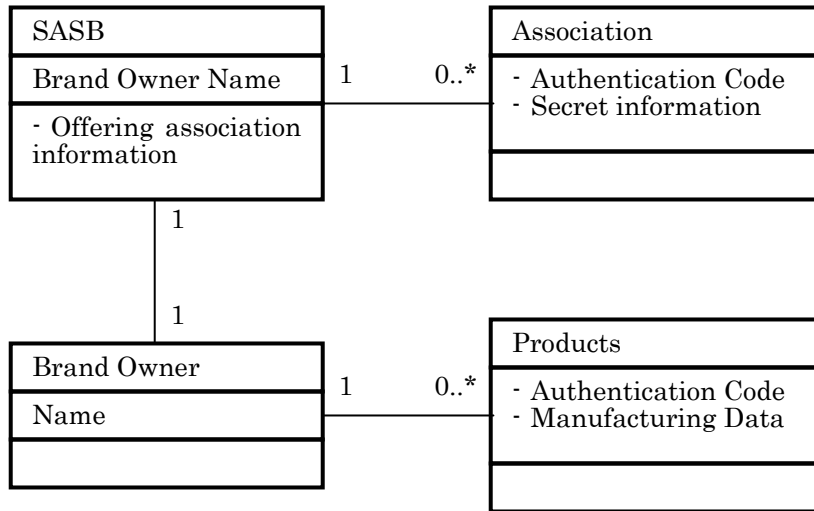 SASB
Brand Owner Name
- Offering association
information
1
0..*
Association
- Authentication Code
- Secret information
1
1
Brand Owner
Name
1
0..*
Products
- Authentication Code
- Manufacturing Data